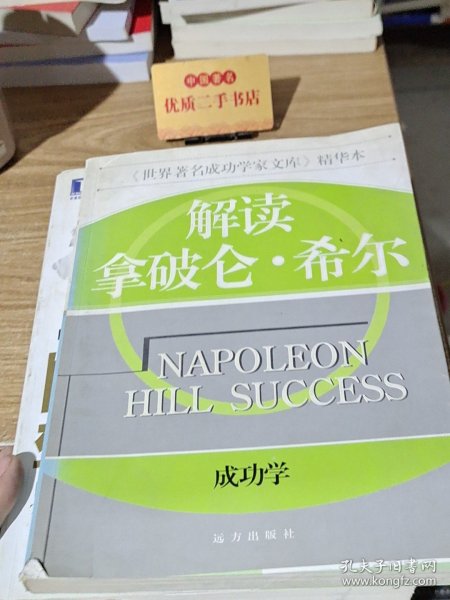 中国著名
优质二手书店
《世界著名成功学家文库》精华本
解读
拿破仑·希尔
NAPOLEON
HILL SUCCESS
成功学
远方出版社
孔夫子旧书网
www.kongfz.com